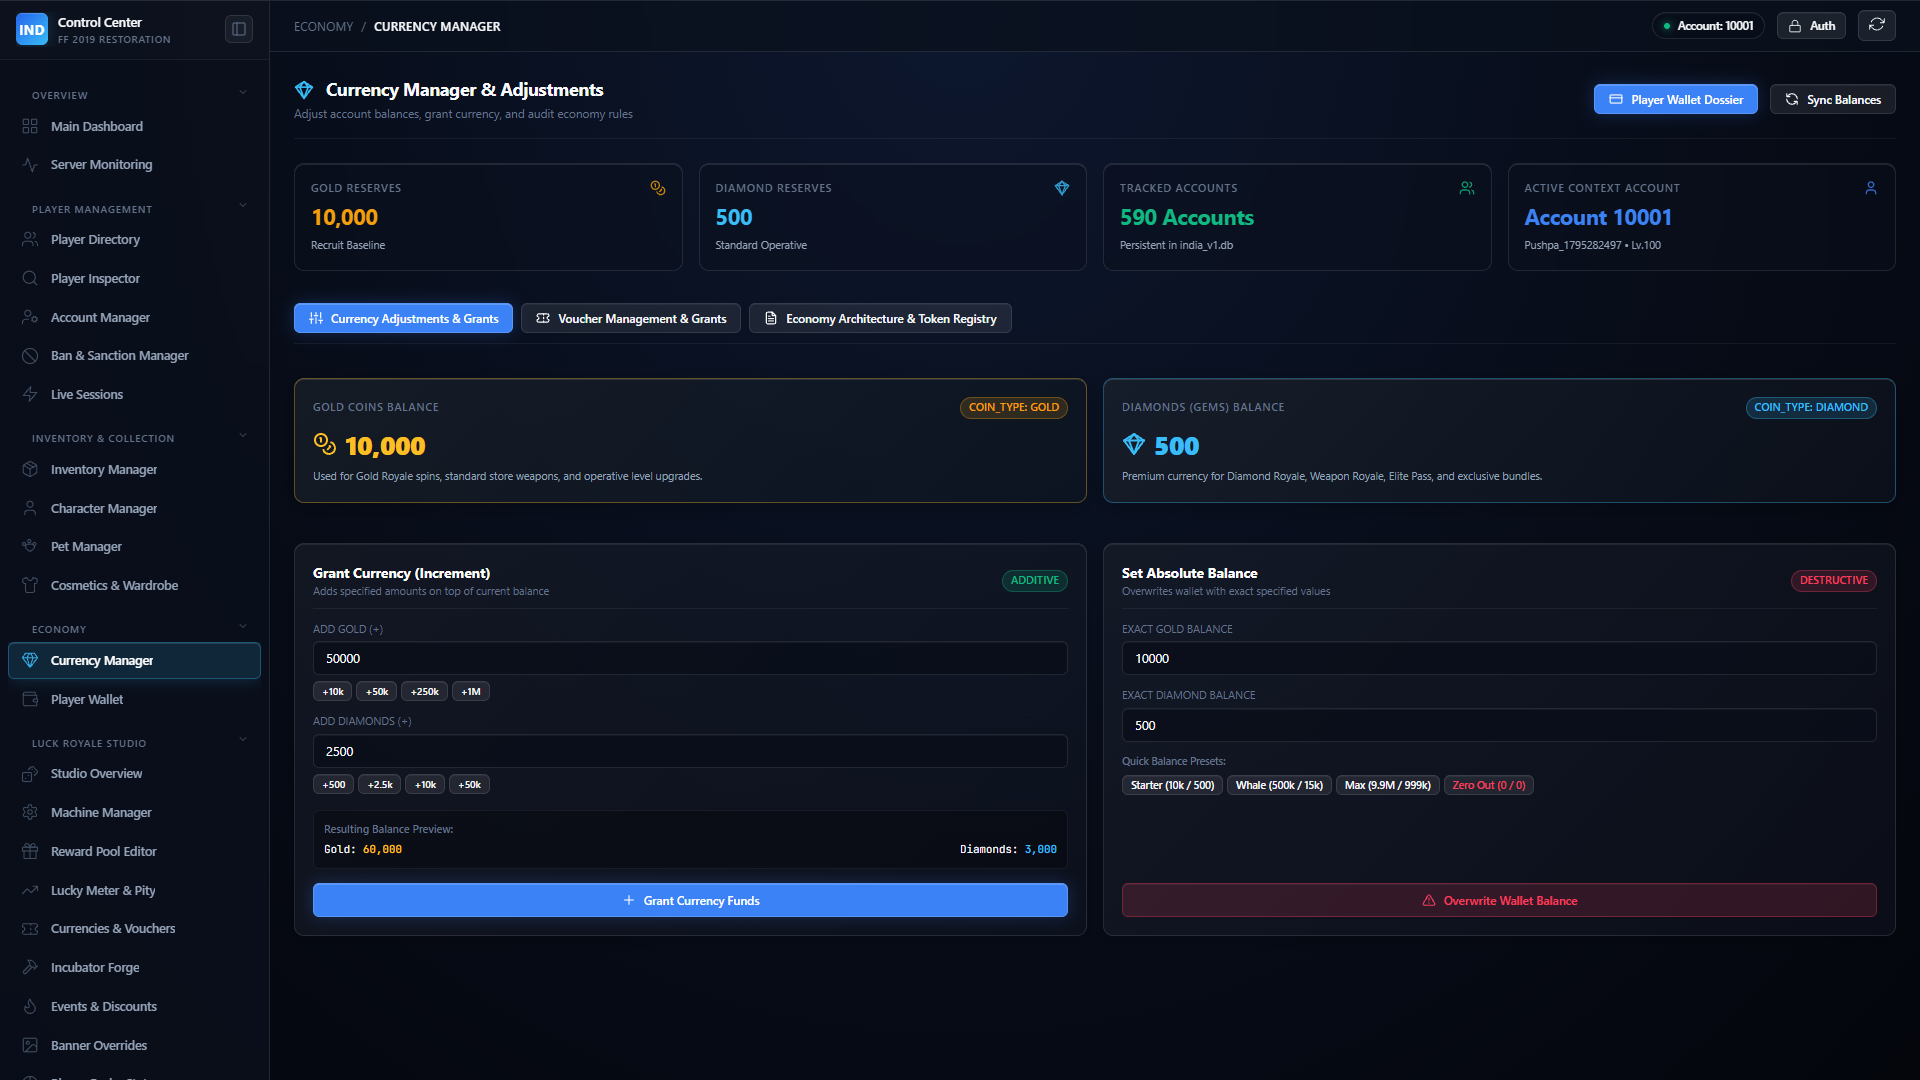 IND
Control Center
FF 2019 RESTORATION
OVERVIEW
Main Dashboard
Server Monitoring
PLAYER MANAGEMENT
Player Directory
Player Inspector
Account Manager
Ban & Sanction Manager
Live Sessions
INVENTORY & COLLECTION
Inventory Manager
Character Manager
Pet Manager
Cosmetics & Wardrobe
ECONOMY
Currency Manager
Player Wallet
LUCK ROYALE STUDIO
Studio Overview
Machine Manager
Reward Pool Editor
Lucky Meter & Pity
Currencies & Vouchers
Incubator Forge
Events & Discounts
Banner Overrides
ECONOMY / CURRENCY MANAGER
Account: 10001
Auth
Currency Manager & Adjustments
Adjust account balances, grant currency, and audit economy rules
Player Wallet Dossier
Sync Balances
GOLD RESERVES
10,000
Recruit Baseline
DIAMOND RESERVES
500
Standard Operative
TRACKED ACCOUNTS
590 Accounts
Persistent in india_v1.db
ACTIVE CONTEXT ACCOUNT
Account 10001
Pushpa_1795282497 • Lv.100
Currency Adjustments & Grants
Voucher Management & Grants
Economy Architecture & Token Registry
GOLD COINS BALANCE
COIN_TYPE: GOLD
10,000
Used for Gold Royale spins, standard store weapons, and operative level upgrades.
DIAMONDS (GEMS) BALANCE
COIN_TYPE: DIAMOND
500
Premium currency for Diamond Royale, Weapon Royale, Elite Pass, and exclusive bundles.
Grant Currency (Increment)
Adds specified amounts on top of current balance
ADDITIVE
ADD GOLD (+)
50000
+10k +50k +250k +1M
ADD DIAMONDS (+)
2500
+500 +2.5k +10k +50k
Resulting Balance Preview:
Gold: 60,000
Diamonds: 3,000
Grant Currency Funds
Set Absolute Balance
Overwrites wallet with exact specified values
DESTRUCTIVE
EXACT GOLD BALANCE
10000
EXACT DIAMOND BALANCE
500
Quick Balance Presets:
Starter (10k / 500) Whale (500k / 15k) Max (9.9M / 999k) Zero Out (0 / 0)
Overwrite Wallet Balance